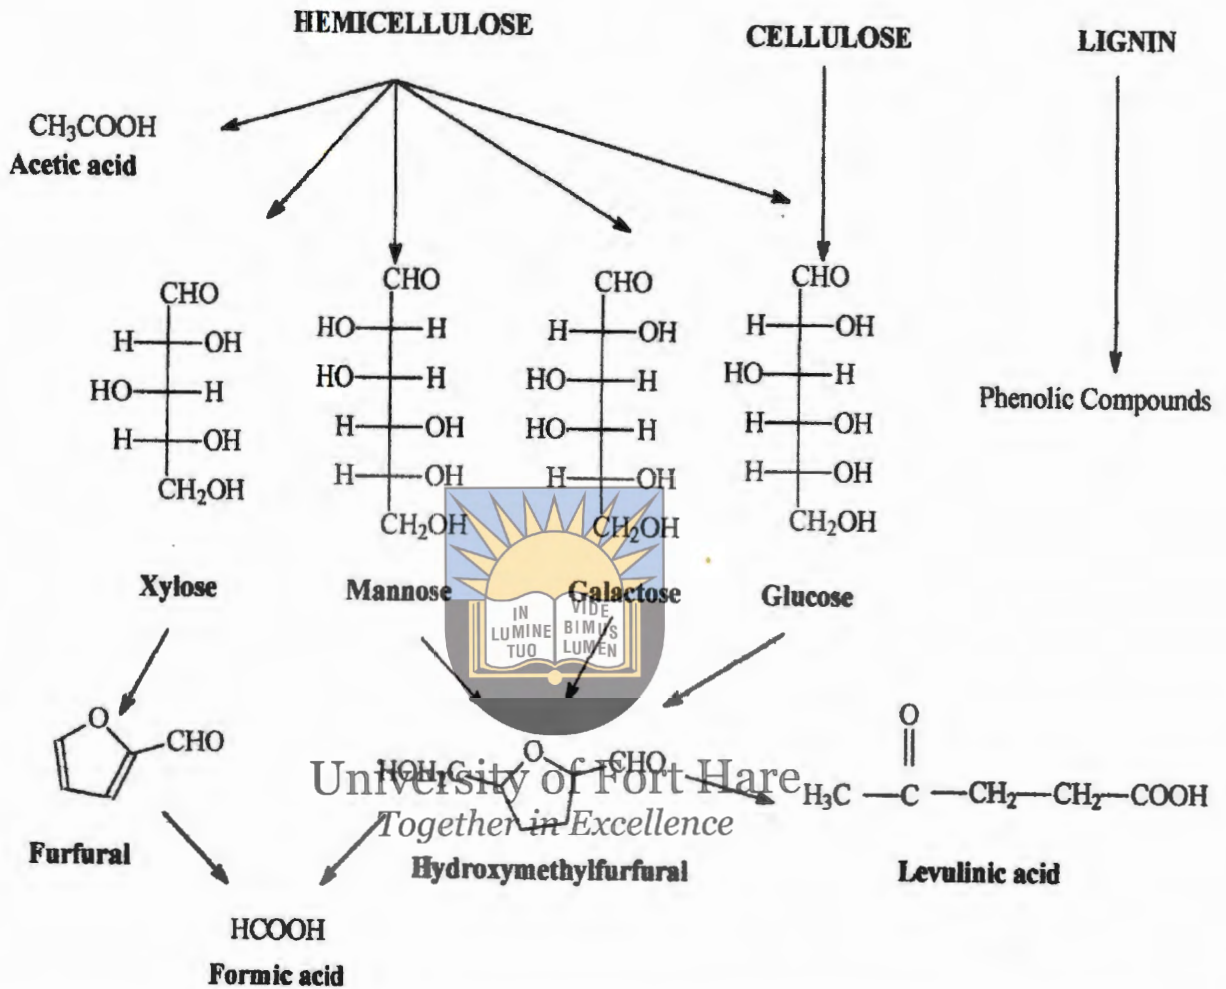 HEMICELLULOSE
CELLULOSE
LIGNIN
CH₃COOH
Acetic acid
CHO
H OH
HO H
H OH
CH₂OH
Xylose
CHO
HO H
HO H
H OH
H OH
CH₂OH
Mannose
CHO
H OH
HO H
HO H
H OH
CH₂OH
Galactose
CHO
H OH
HO H
H OH
H OH
CH₂OH
Glucose
Phenolic Compounds
IN
LUMINE
TUO
VIDE
BIMUS
LUMEN
O
CHO
Furfural
HOH₂C
O
CHO
Hydroxymethylfurfural
University of Fort Hare
Together in Excellence
O
H₃C — C — CH₂ — CH₂ — COOH
Levulinic acid
HCOOH
Formic acid